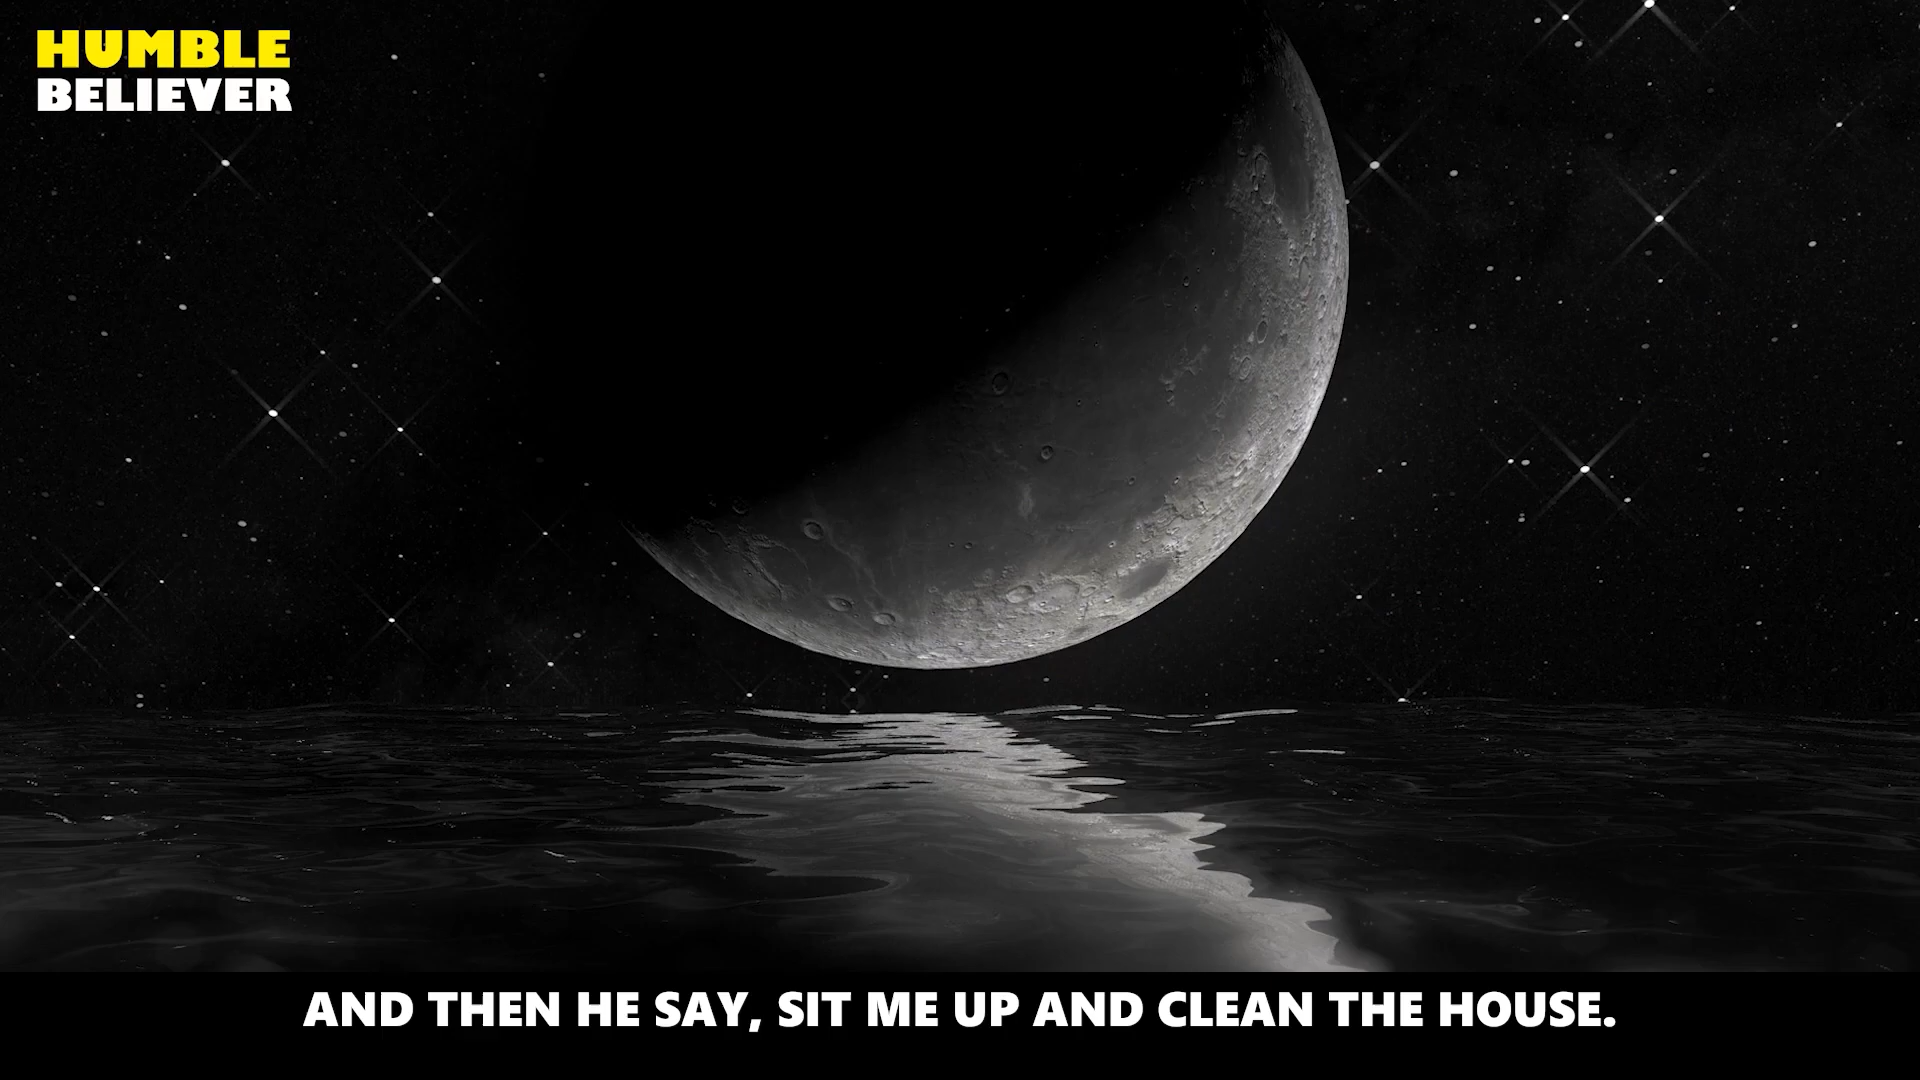 HUMBLE
BELIEVER
AND THEN HE SAY, SIT ME UP AND CLEAN THE HOUSE.